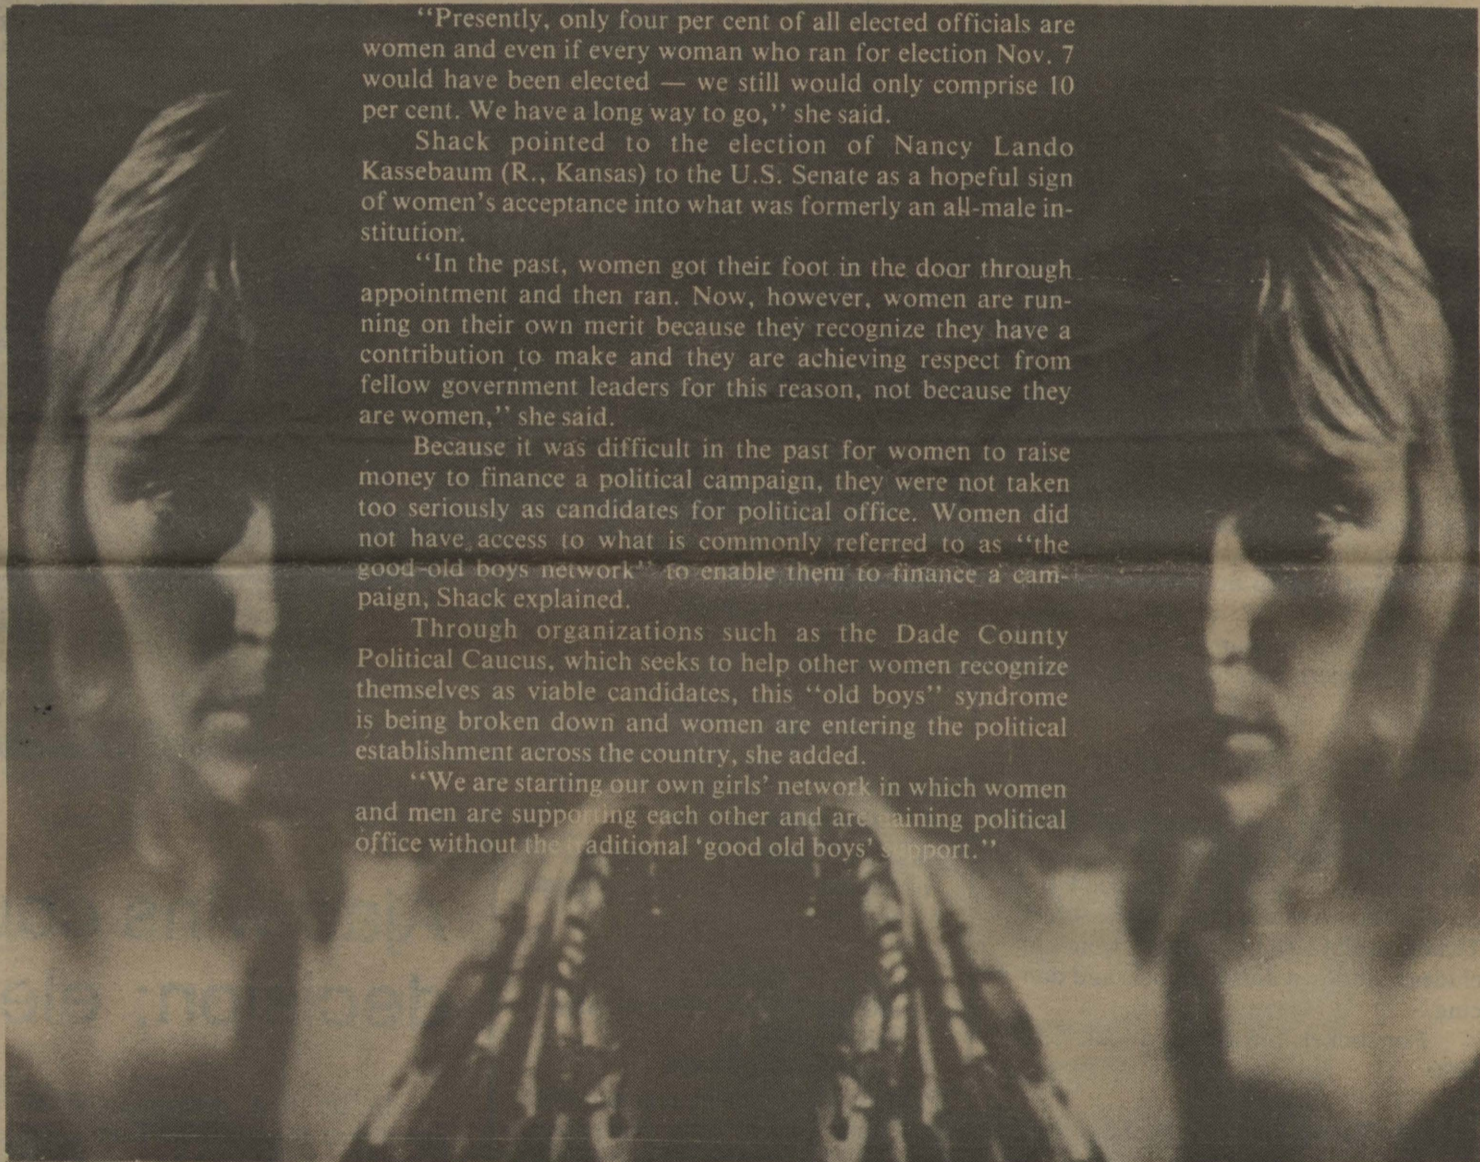 “Presently, only four per cent of all elected officials are
women and even if every woman who ran for election Nov. 7
would have been elected — we still would only comprise 10
per cent. We have a long way to go,” she said.
Shack pointed to the election of Nancy Lando
Kassebaum (R., Kansas) to the U.S. Senate as a hopeful sign
of women’s acceptance into what was formerly an all-male in-
stitution.
“In the past, women got their foot in the door through
appointment and then ran. Now, however, women are run-
ning on their own merit because they recognize they have a
contribution to make and they are achieving respect from
fellow government leaders for this reason, not because they
are women,” she said.
Because it was difficult in the past for women to raise
money to finance a political campaign, they were not taken
too seriously as candidates for political office. Women did
not have access to what is commonly referred to as “the
good-old boys network” to enable them to finance a cam-
paign, Shack explained.
Through organizations such as the Dade County
Political Caucus, which seeks to help other women recognize
themselves as viable candidates, this “old boys” syndrome
is being broken down and women are entering the political
establishment across the country, she added.
“We are starting our own girls’ network in which women
and men are supporting each other and are gaining political
office without the traditional ‘good old boys’ support.”